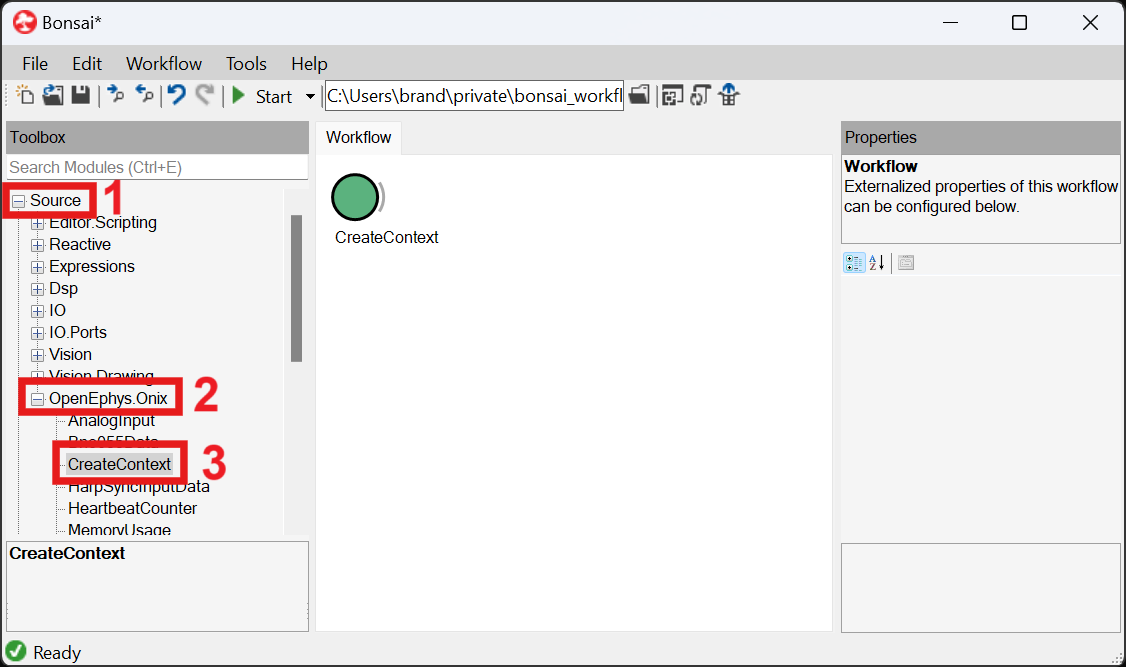 Bonsai*
File Edit Workflow Tools Help
Start C:\Users\brand\private\bonsai_workfl
Toolbox
Search Modules (Ctrl+E)
Source 1
Editor.Scripting
Reactive
Expressions
Dsp
IO
IO.Ports
Vision
Vision.Drawing
OpenEphys.Onix 2
AnalogInput
Bno055Data
CreateContext 3
HarpSyncInputData
HeartbeatCounter
MemoryUsage
CreateContext
Workflow
CreateContext
Properties
Workflow
Externalized properties of this workflow
can be configured below.
Ready